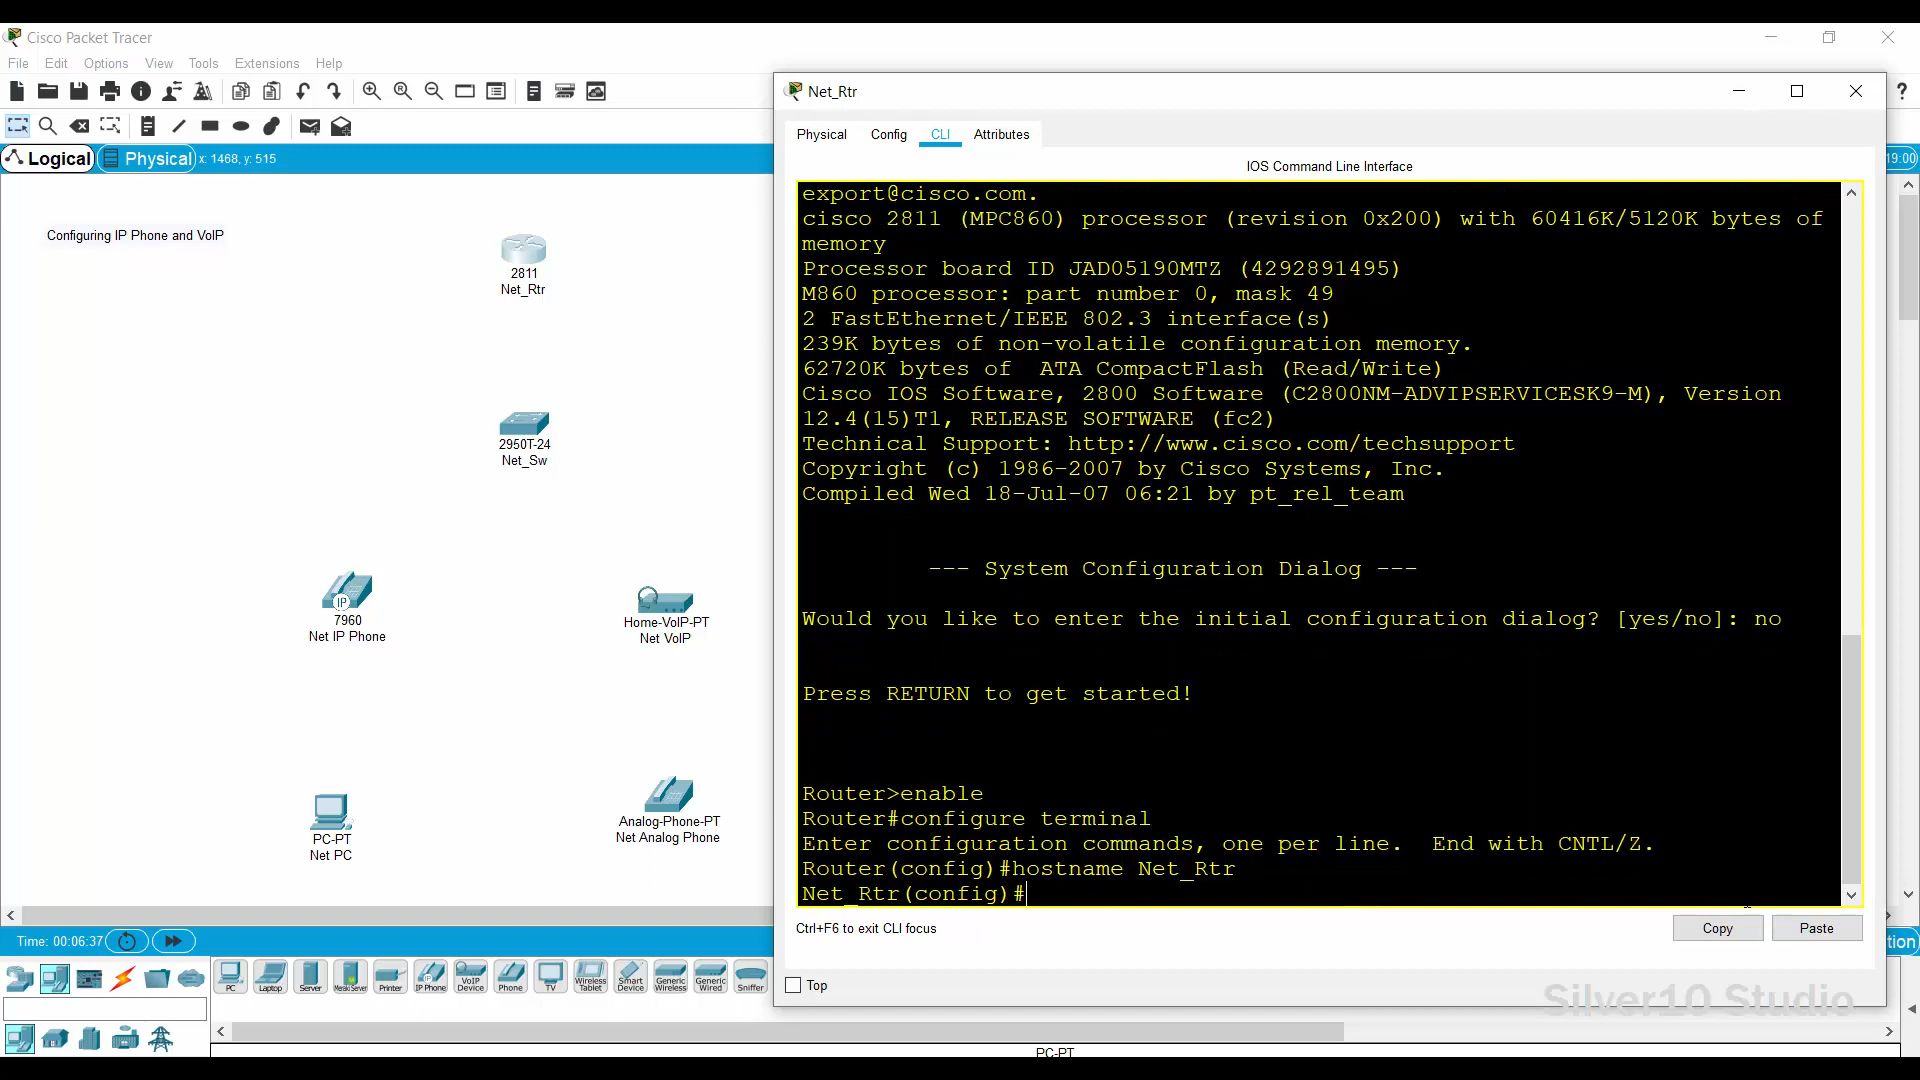 Cisco Packet Tracer
File Edit Options View Tools Extensions Help
Logical Physical x: 1468, y: 515
19:00
Configuring IP Phone and VoIP
2811
Net_Rtr
2950T-24
Net_Sw
IP
7960
Net IP Phone
Home-VoIP-PT
Net VoIP
PC-PT
Net PC
Analog-Phone-PT
Net Analog Phone
Net_Rtr
Physical Config CLI Attributes
IOS Command Line Interface
export@cisco.com.
cisco 2811 (MPC860) processor (revision 0x200) with 60416K/5120K bytes of
memory
Processor board ID JAD05190MTZ (4292891495)
M860 processor: part number 0, mask 49
2 FastEthernet/IEEE 802.3 interface(s)
239K bytes of non-volatile configuration memory.
62720K bytes of  ATA CompactFlash (Read/Write)
Cisco IOS Software, 2800 Software (C2800NM-ADVIPSERVICESK9-M), Version
12.4(15)T1, RELEASE SOFTWARE (fc2)
Technical Support: http://www.cisco.com/techsupport
Copyright (c) 1986-2007 by Cisco Systems, Inc.
Compiled Wed 18-Jul-07 06:21 by pt_rel_team
--- System Configuration Dialog ---
Would you like to enter the initial configuration dialog? [yes/no]: no
Press RETURN to get started!
Router>enable
Router#configure terminal
Enter configuration commands, one per line.  End with CNTL/Z.
Router(config)#hostname Net_Rtr
Net_Rtr(config)#
Ctrl+F6 to exit CLI focus
Copy Paste
Top
Time: 00:06:37
tion
PC Laptop Server Meraki Server Printer IP Phone VoIP Device Phone TV Wireless Tablet Smart Device Generic Wireless Generic Wired Sniffer
PC-PT
Silver10 Studio